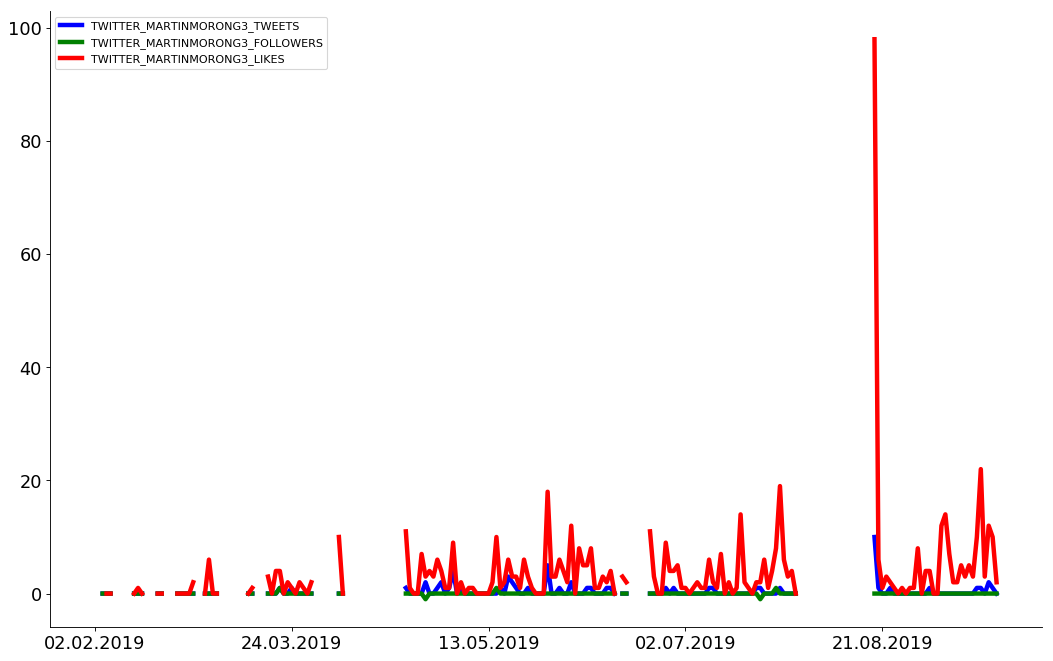 TWITTER_MARTINMORONG3_TWEETS
TWITTER_MARTINMORONG3_FOLLOWERS
TWITTER_MARTINMORONG3_LIKES
100
80
60
40
20
0
02.02.2019 24.03.2019 13.05.2019 02.07.2019 21.08.2019